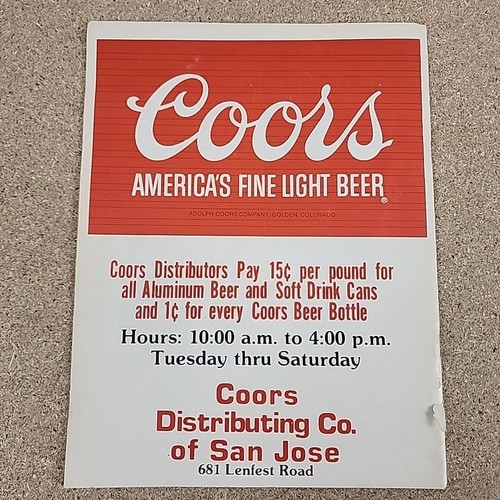 Coors
AMERICA'S FINE LIGHT BEER®
ADOLPH COORS COMPANY, GOLDEN, COLORADO
Coors Distributors Pay 15¢ per pound for
all Aluminum Beer and Soft Drink Cans
and 1¢ for every Coors Beer Bottle
Hours: 10:00 a.m. to 4:00 p.m.
Tuesday thru Saturday
Coors
Distributing Co.
of San Jose
681 Lenfest Road